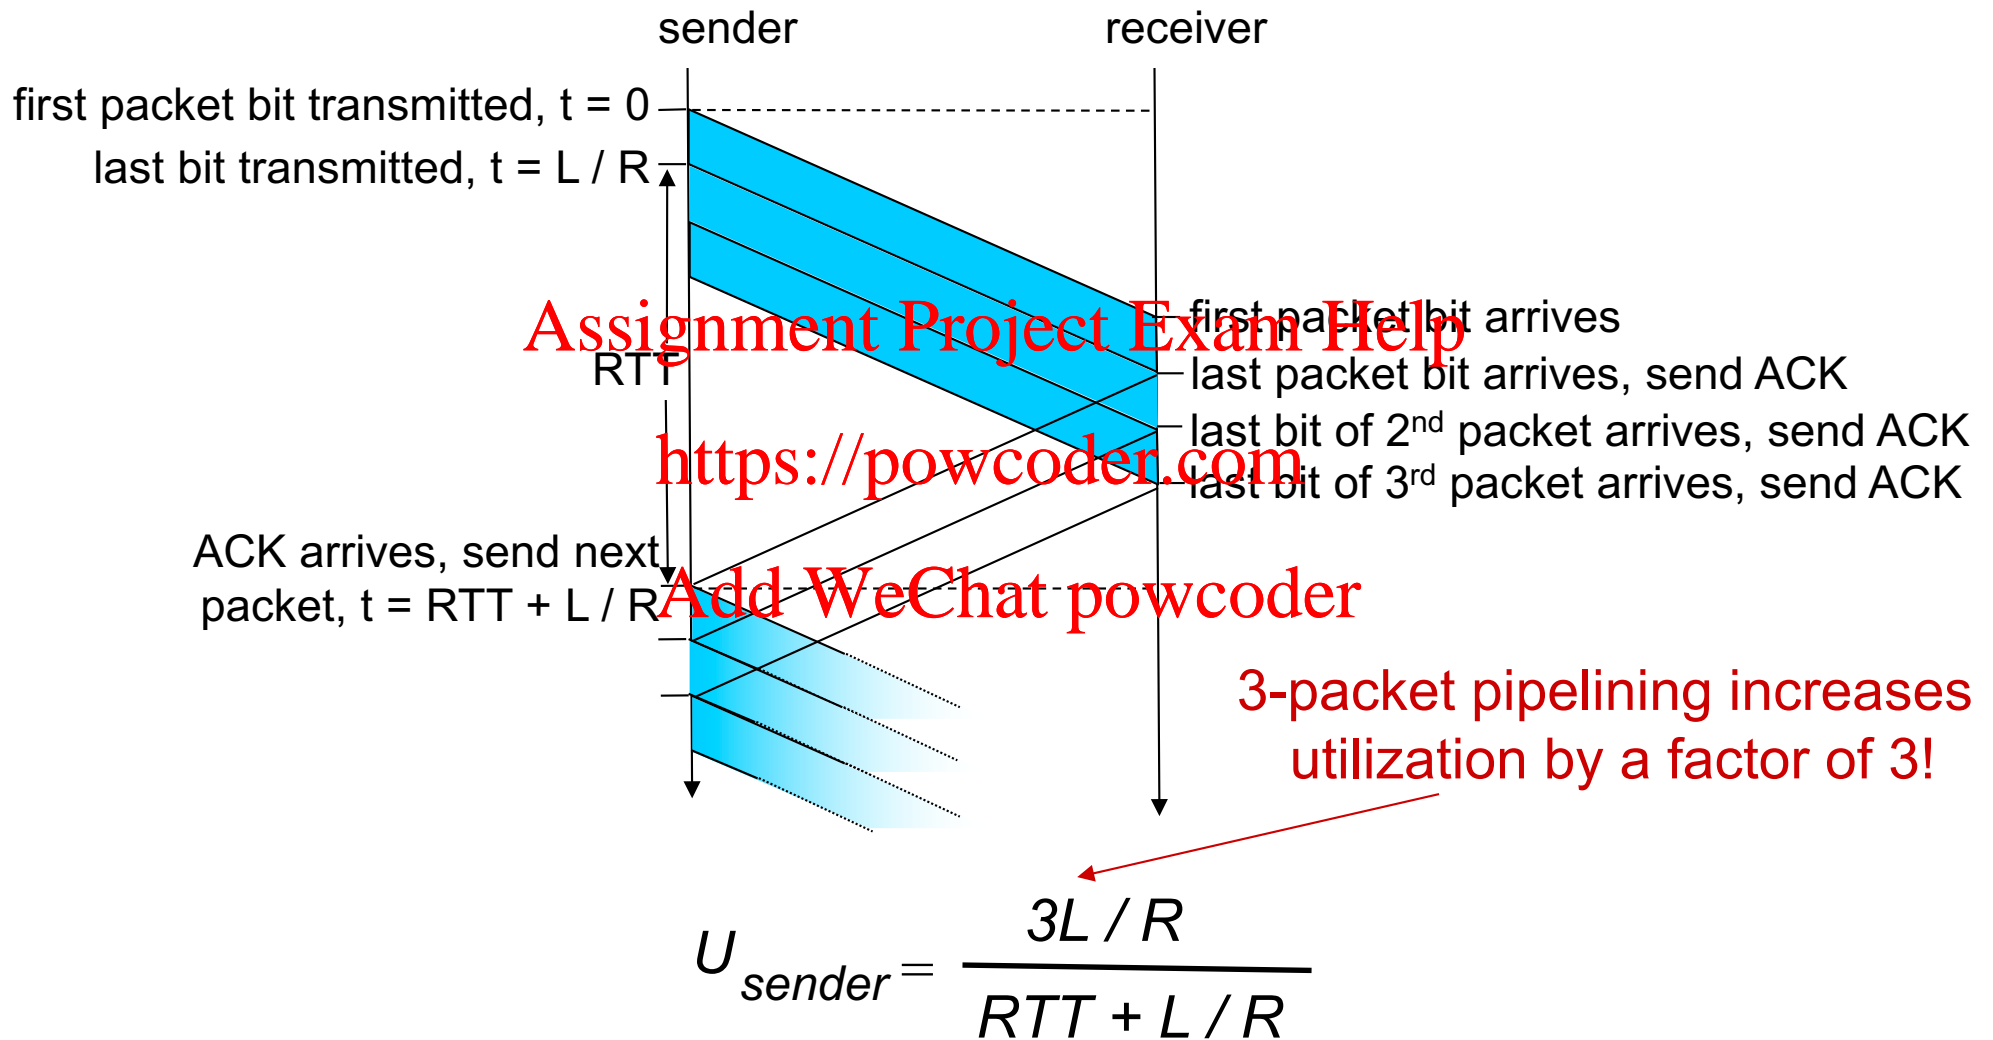 sender
receiver
first packet bit transmitted, t = 0
last bit transmitted, t = L / R
Assignment Project Exam Help
first packet bit arrives
RTT
last packet bit arrives, send ACK
last bit of 2nd packet arrives, send ACK
https://powcoder.com
last bit of 3rd packet arrives, send ACK
ACK arrives, send next
packet, t = RTT + L / R
Add WeChat powcoder
3-packet pipelining increases
utilization by a factor of 3!
U sender = 3L / R
RTT + L / R